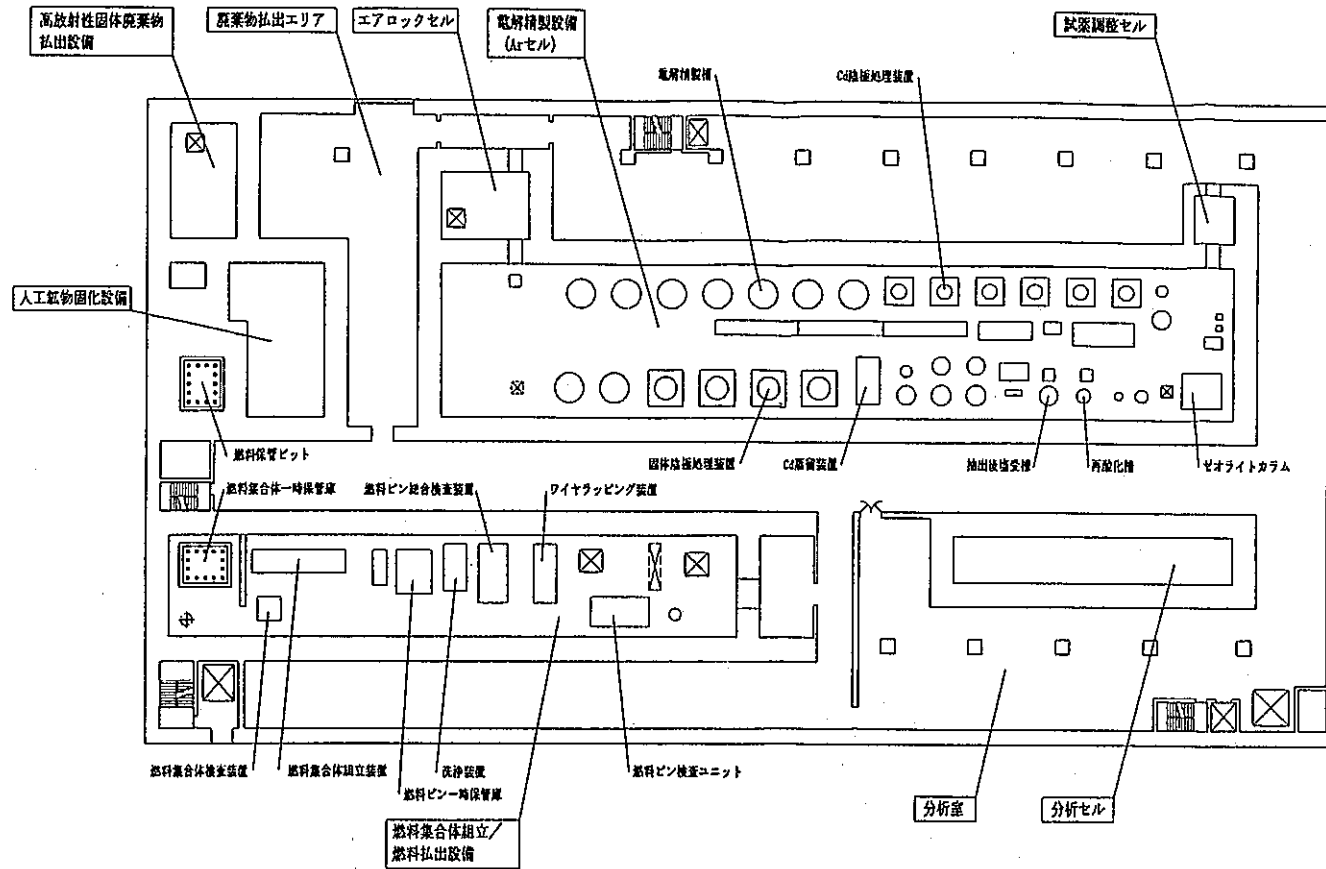 高放射性固体廃棄物
払出設備
廃棄物払出エリア
エアロックセル
電解精製設備
(Arセル)
試薬調整セル
電解精製槽
Cd陰極処理装置
人工鉱物固化設備
燃料保管ピット
固体陰極処理装置
Cd蒸留装置
抽出後塩受槽
再酸化槽
ゼオライトカラム
燃料集合体一時保管庫
燃料ピン総合検査装置
ワイヤラッピング装置
燃料集合体検査装置
燃料集合体組立装置
洗浄装置
燃料ピン一時保管庫
燃料ピン検査ユニット
燃料集合体組立/
燃料払出設備
分析室
分析セル